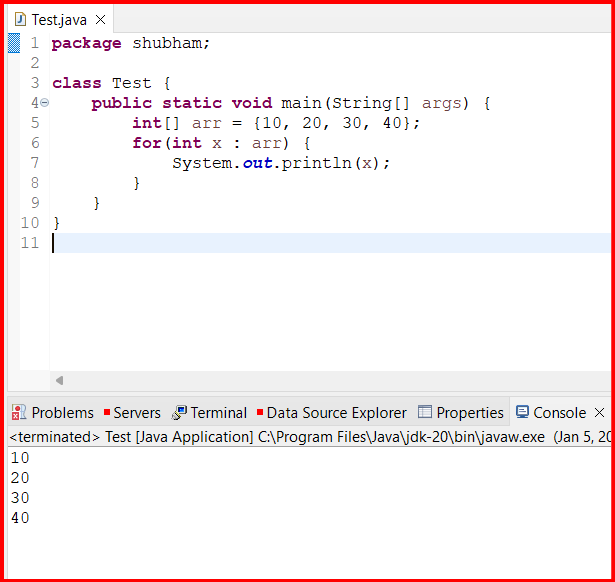 Test.java
1 package shubham;
2
3 class Test {
4 public static void main(String[] args) {
5 int[] arr = {10, 20, 30, 40};
6 for(int x : arr) {
7 System.out.println(x);
8 }
9 }
10 }
11
Problems Servers Terminal Data Source Explorer Properties Console
<terminated> Test [Java Application] C:\Program Files\Java\jdk-20\bin\javaw.exe (Jan 5, 20
10
20
30
40